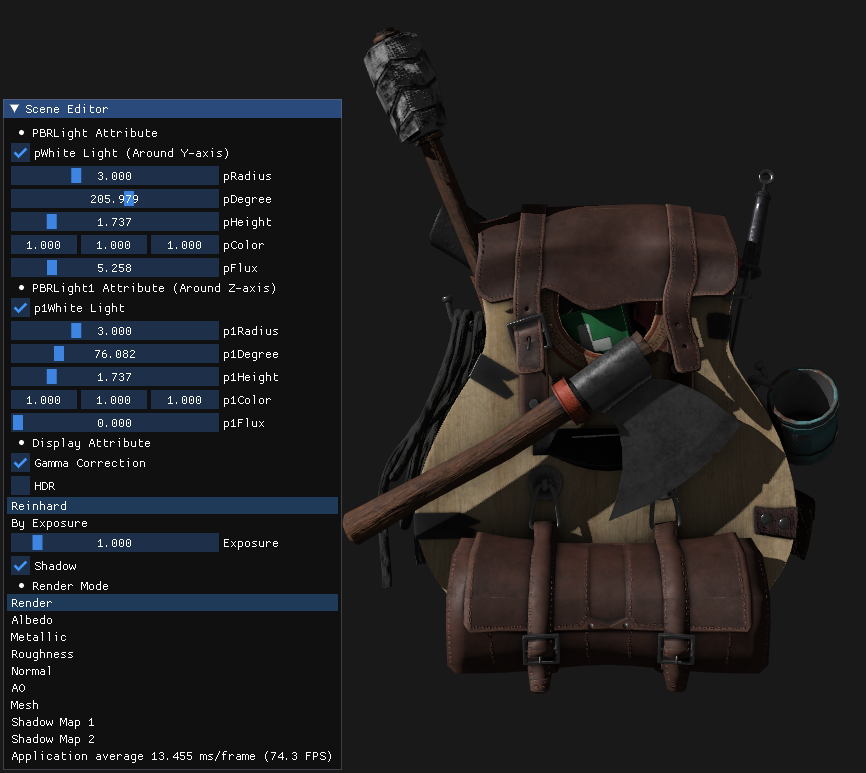 Scene Editor
PBRLight Attribute
pWhite Light (Around Y-axis)
3.000 pRadius
205.979 pDegree
1.737 pHeight
1.000 1.000 1.000 pColor
5.258 pFlux
PBRLight1 Attribute (Around Z-axis)
p1White Light
3.000 p1Radius
76.082 p1Degree
1.737 p1Height
1.000 1.000 1.000 p1Color
0.000 p1Flux
Display Attribute
Gamma Correction
HDR
Reinhard
By Exposure
1.000 Exposure
Shadow
Render Mode
Render
Albedo
Metallic
Roughness
Normal
AO
Mesh
Shadow Map 1
Shadow Map 2
Application average 13.455 ms/frame (74.3 FPS)